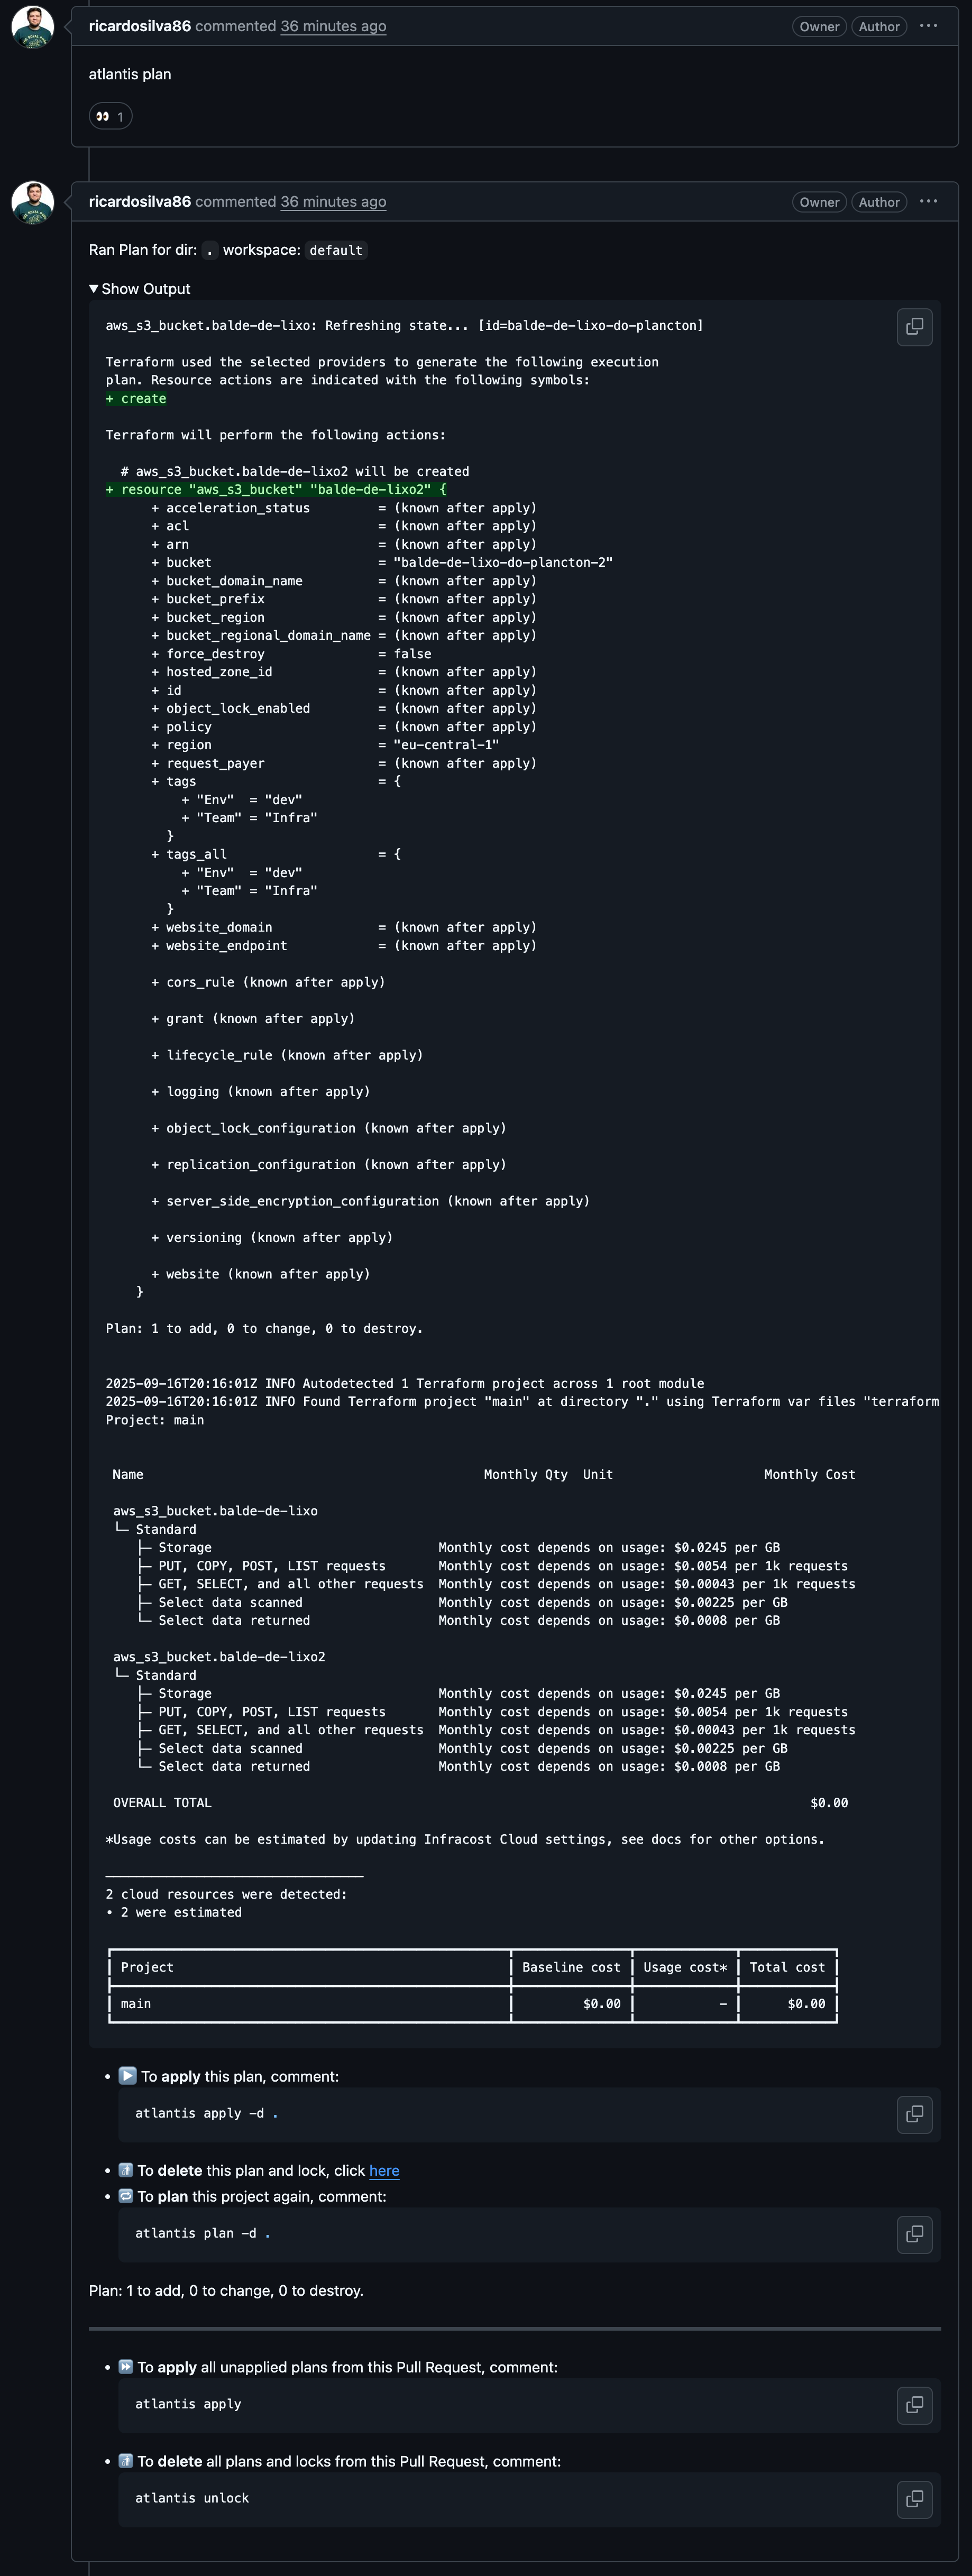 ricardosilva86 commented 36 minutes ago Owner Author
atlantis plan
👀 1
ricardosilva86 commented 36 minutes ago Owner Author
Ran Plan for dir: . workspace: default
▼ Show Output
aws_s3_bucket.balde-de-lixo: Refreshing state... [id=balde-de-lixo-do-plancton]
Terraform used the selected providers to generate the following execution
plan. Resource actions are indicated with the following symbols:
+ create
Terraform will perform the following actions:
# aws_s3_bucket.balde-de-lixo2 will be created
+ resource "aws_s3_bucket" "balde-de-lixo2" {
+ acceleration_status = (known after apply)
+ acl = (known after apply)
+ arn = (known after apply)
+ bucket = "balde-de-lixo-do-plancton-2"
+ bucket_domain_name = (known after apply)
+ bucket_prefix = (known after apply)
+ bucket_region = (known after apply)
+ bucket_regional_domain_name = (known after apply)
+ force_destroy = false
+ hosted_zone_id = (known after apply)
+ id = (known after apply)
+ object_lock_enabled = (known after apply)
+ policy = (known after apply)
+ region = "eu-central-1"
+ request_payer = (known after apply)
+ tags = {
+ "Env" = "dev"
+ "Team" = "Infra"
}
+ tags_all = {
+ "Env" = "dev"
+ "Team" = "Infra"
}
+ website_domain = (known after apply)
+ website_endpoint = (known after apply)
+ cors_rule (known after apply)
+ grant (known after apply)
+ lifecycle_rule (known after apply)
+ logging (known after apply)
+ object_lock_configuration (known after apply)
+ replication_configuration (known after apply)
+ server_side_encryption_configuration (known after apply)
+ versioning (known after apply)
+ website (known after apply)
}
Plan: 1 to add, 0 to change, 0 to destroy.
2025-09-16T20:16:01Z INFO Autodetected 1 Terraform project across 1 root module
2025-09-16T20:16:01Z INFO Found Terraform project "main" at directory "." using Terraform var files "terraform
Project: main
Name Monthly Qty Unit Monthly Cost
aws_s3_bucket.balde-de-lixo
└─ Standard
├─ Storage Monthly cost depends on usage: $0.0245 per GB
├─ PUT, COPY, POST, LIST requests Monthly cost depends on usage: $0.0054 per 1k requests
├─ GET, SELECT, and all other requests Monthly cost depends on usage: $0.00043 per 1k requests
├─ Select data scanned Monthly cost depends on usage: $0.00225 per GB
└─ Select data returned Monthly cost depends on usage: $0.0008 per GB
aws_s3_bucket.balde-de-lixo2
└─ Standard
├─ Storage Monthly cost depends on usage: $0.0245 per GB
├─ PUT, COPY, POST, LIST requests Monthly cost depends on usage: $0.0054 per 1k requests
├─ GET, SELECT, and all other requests Monthly cost depends on usage: $0.00043 per 1k requests
├─ Select data scanned Monthly cost depends on usage: $0.00225 per GB
└─ Select data returned Monthly cost depends on usage: $0.0008 per GB
OVERALL TOTAL $0.00
*Usage costs can be estimated by updating Infracost Cloud settings, see docs for other options.
2 cloud resources were detected:
• 2 were estimated
Project Baseline cost Usage cost* Total cost
main $0.00 - $0.00
• ▶️ To apply this plan, comment:
atlantis apply -d .
• 🚮 To delete this plan and lock, click here
• 🔁 To plan this project again, comment:
atlantis plan -d .
Plan: 1 to add, 0 to change, 0 to destroy.
• ⏩ To apply all unapplied plans from this Pull Request, comment:
atlantis apply
• 🚮 To delete all plans and locks from this Pull Request, comment:
atlantis unlock